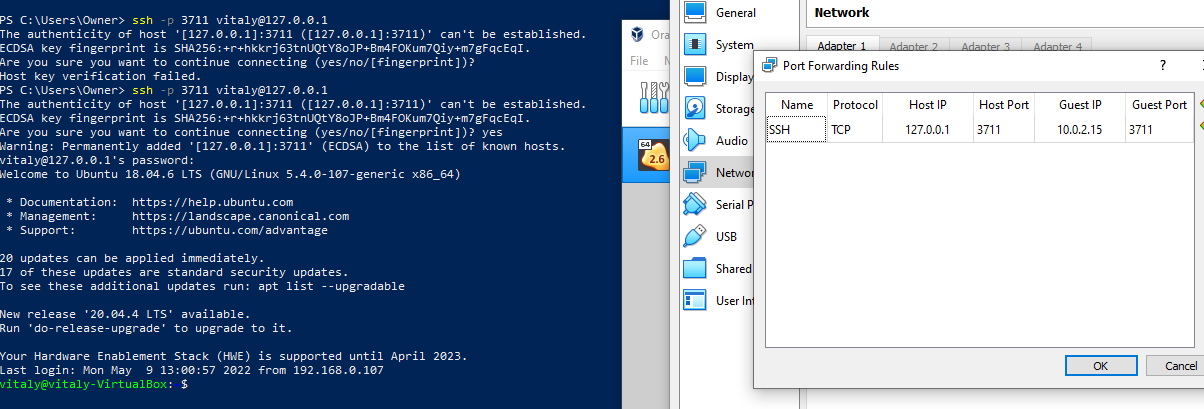 PS C:\Users\Owner> ssh -p 3711 vitaly@127.0.0.1
The authenticity of host '[127.0.0.1]:3711 ([127.0.0.1]:3711)' can't be established.
ECDSA key fingerprint is SHA256:+r+hkkrj63tnUQtY8oJP+Bm4FOKum7Qiy+m7gFqcEqI.
Are you sure you want to continue connecting (yes/no/[fingerprint])?
Host key verification failed.
PS C:\Users\Owner> ssh -p 3711 vitaly@127.0.0.1
The authenticity of host '[127.0.0.1]:3711 ([127.0.0.1]:3711)' can't be established.
ECDSA key fingerprint is SHA256:+r+hkkrj63tnUQtY8oJP+Bm4FOKum7Qiy+m7gFqcEqI.
Are you sure you want to continue connecting (yes/no/[fingerprint])? yes
Warning: Permanently added '[127.0.0.1]:3711' (ECDSA) to the list of known hosts.
vitaly@127.0.0.1's password:
Welcome to Ubuntu 18.04.6 LTS (GNU/Linux 5.4.0-107-generic x86_64)
* Documentation: https://help.ubuntu.com
* Management: https://landscape.canonical.com
* Support: https://ubuntu.com/advantage
20 updates can be applied immediately.
17 of these updates are standard security updates.
To see these additional updates run: apt list --upgradable
New release '20.04.4 LTS' available.
Run 'do-release-upgrade' to upgrade to it.
Your Hardware Enablement Stack (HWE) is supported until April 2023.
Last login: Mon May 9 13:00:57 2022 from 192.168.0.107
vitaly@vitaly-VirtualBox: $
Ora
File M
64
2.6
General
System
Display
Storage
Audio
Networ
Serial P
USB
Shared
User Int
Network
Adapter 1 Adapter 2 Adapter 3 Adapter 4
Port Forwarding Rules ?
Name Protocol Host IP Host Port Guest IP Guest Port
SSH TCP 127.0.0.1 3711 10.0.2.15 3711
OK Cancel